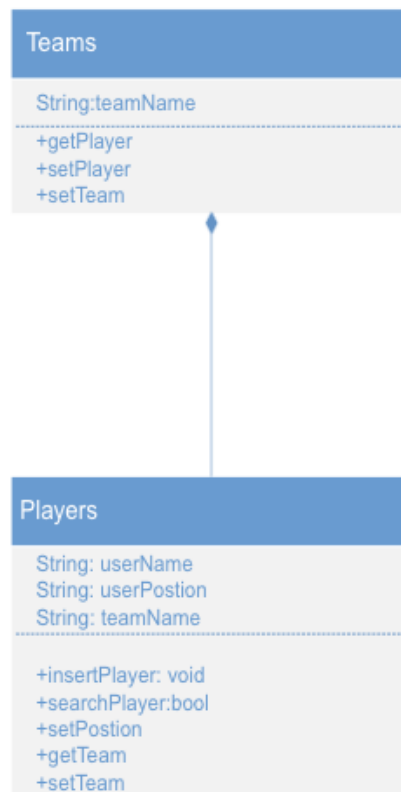 Teams
String:teamName
+getPlayer
+setPlayer
+setTeam
Players
String: userName
String: userPostion
String: teamName
+insertPlayer: void
+searchPlayer:bool
+setPostion
+getTeam
+setTeam